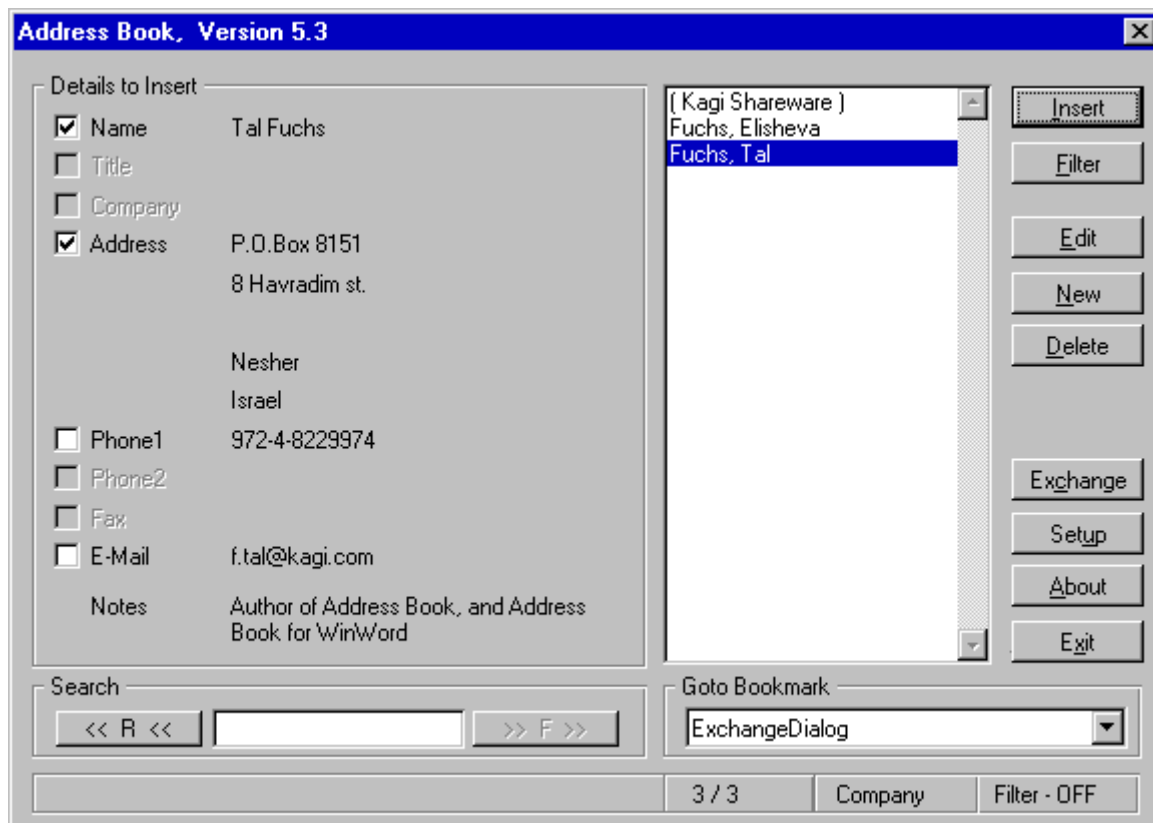 Address Book, Version 5.3
Details to Insert
Name Tal Fuchs
Title
Company
Address P.O.Box 8151
8 Havradim st.
Nesher
Israel
Phone1 972-4-8229974
Phone2
Fax
E-Mail f.tal@kagi.com
Notes Author of Address Book, and Address
Book for WinWord
( Kagi Shareware )
Fuchs, Elisheva
Fuchs, Tal
Insert
Filter
Edit
New
Delete
Exchange
Setup
About
Exit
Search
<< R << >> F >>
Goto Bookmark
ExchangeDialog
3 / 3 Company Filter - OFF